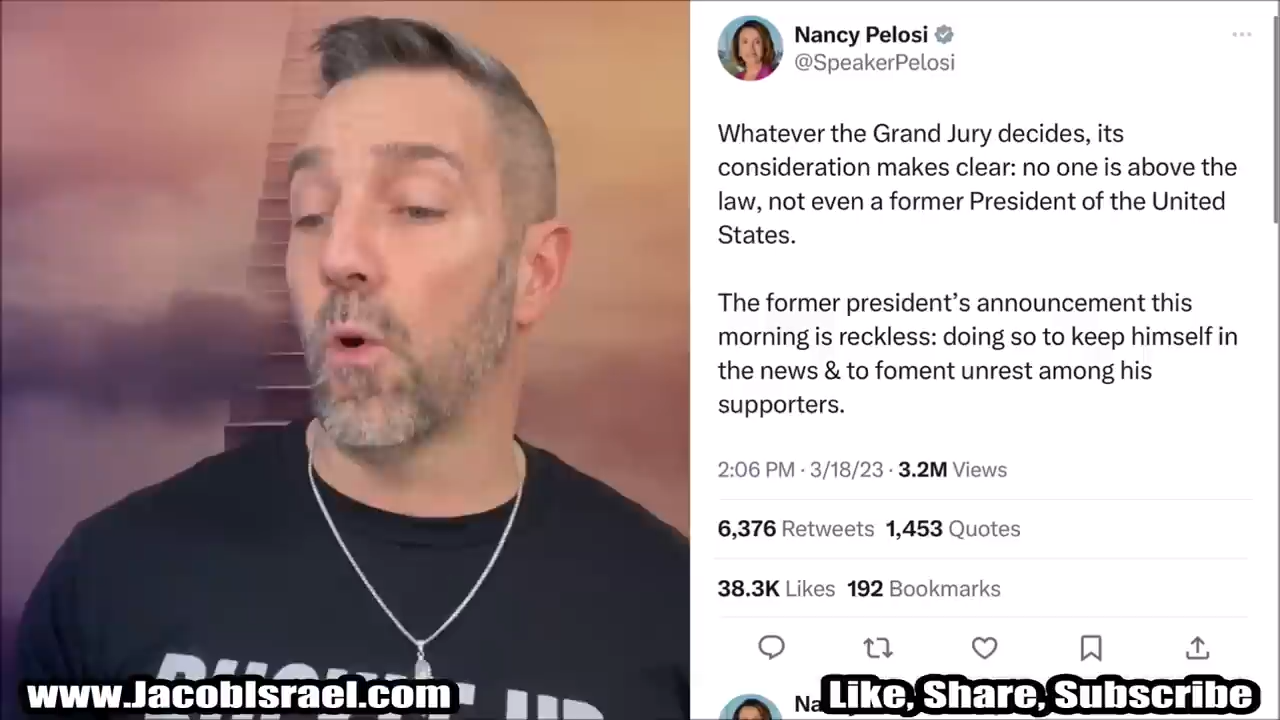 Nancy Pelosi
@SpeakerPelosi
Whatever the Grand Jury decides, its
consideration makes clear: no one is above the
law, not even a former President of the United
States.
The former president’s announcement this
morning is reckless: doing so to keep himself in
the news & to foment unrest among his
supporters.
2:06 PM · 3/18/23 · 3.2M Views
6,376 Retweets 1,453 Quotes
38.3K Likes 192 Bookmarks
UP
www.JacobIsrael.com
Like, Share, Subscribe